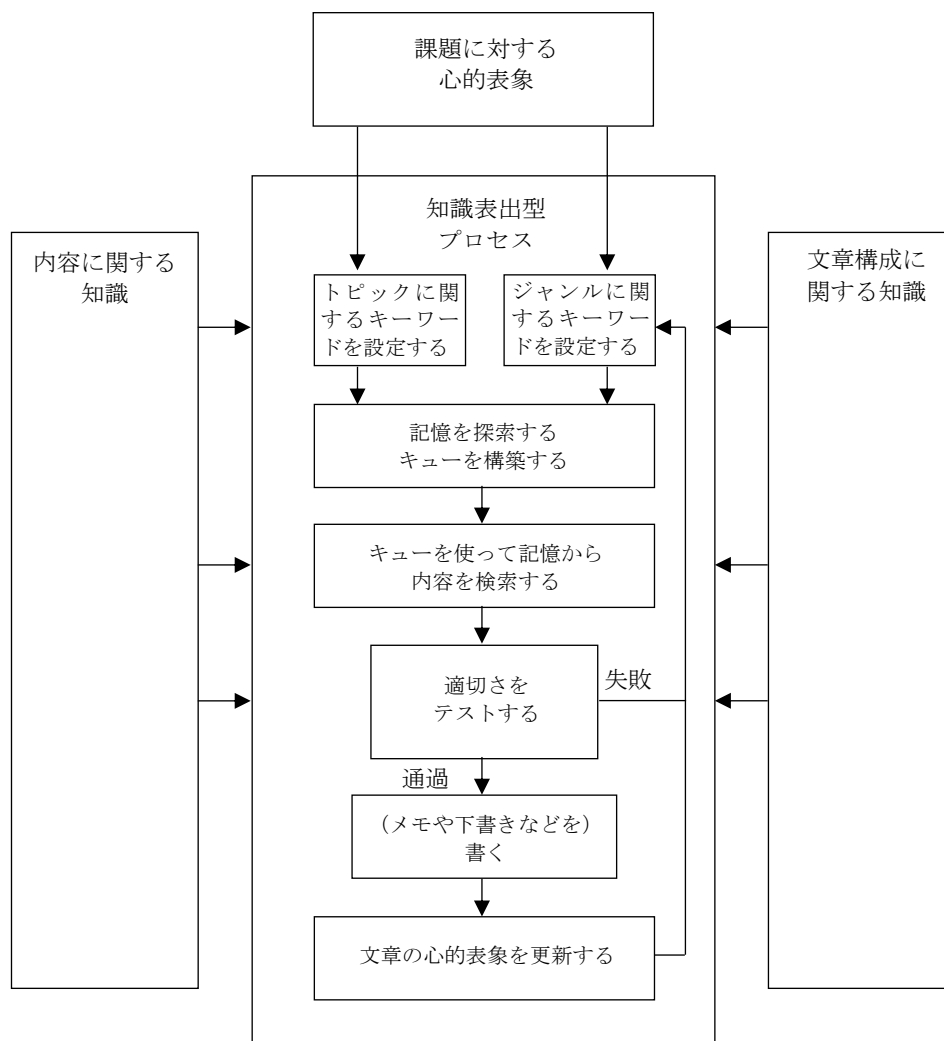 課題に対する
心的表象
知識表出型
プロセス
内容に関する
知識
文章構成に
関する知識
トピックに関
するキーワー
ドを設定する
ジャンルに関
するキーワー
ドを設定する
記憶を探索する
キューを構築する
キューを使って記憶から
内容を検索する
適切さを
テストする
失敗
通過
(メモや下書きなどを)
書く
文章の心的表象を更新する